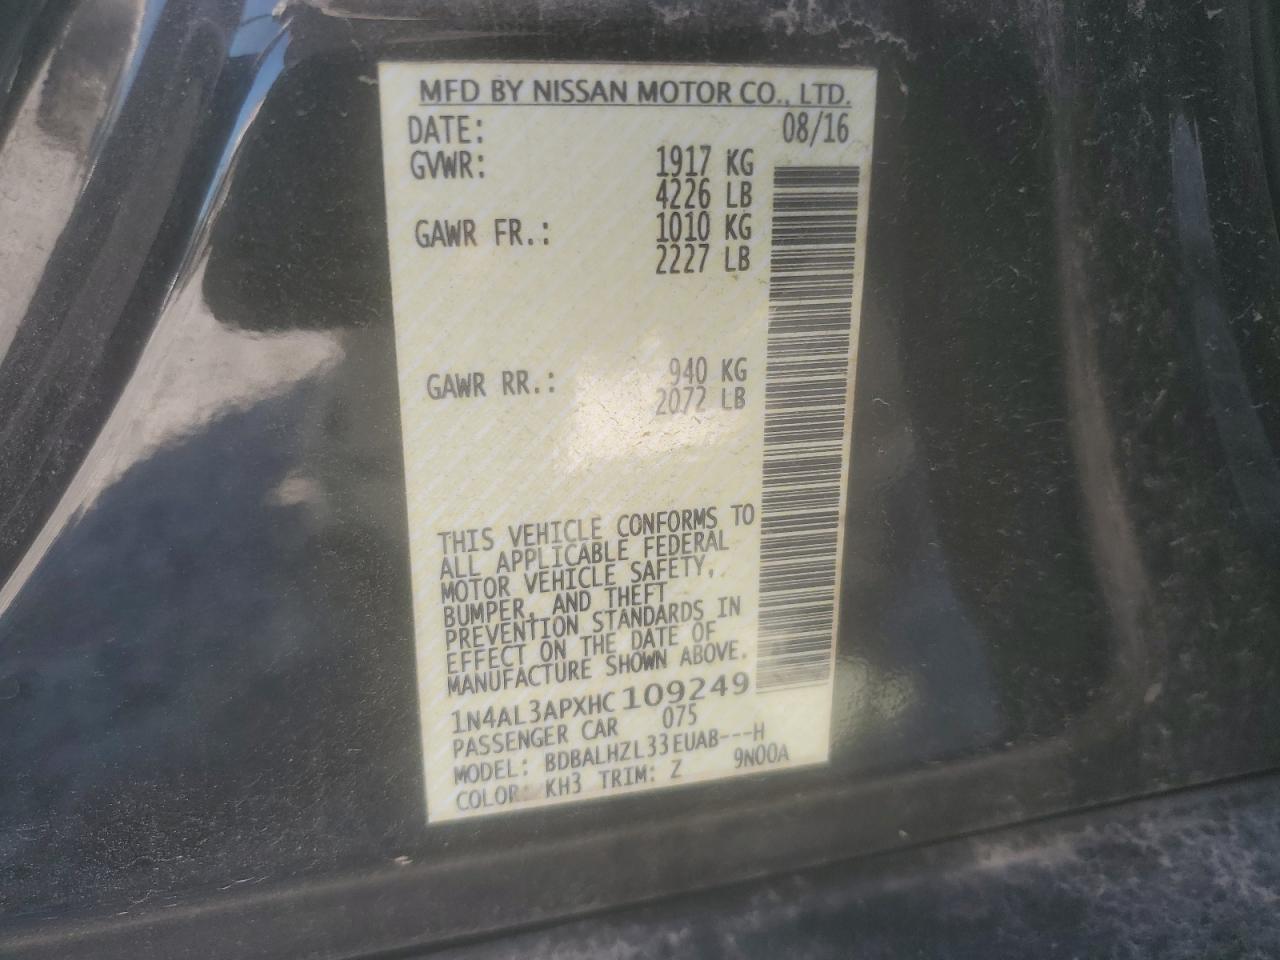 MFD BY NISSAN MOTOR CO., LTD.
DATE: 08/16
GVWR: 1917 KG
4226 LB
GAWR FR.: 1010 KG
2227 LB
GAWR RR.: 940 KG
2072 LB
THIS VEHICLE CONFORMS TO
ALL APPLICABLE FEDERAL
MOTOR VEHICLE SAFETY,
BUMPER, AND THEFT
PREVENTION STANDARDS IN
EFFECT ON THE DATE OF
MANUFACTURE SHOWN ABOVE.
1N4AL3APXHC109249
PASSENGER CAR 075
MODEL: BDBALHZL33EUAB---H
COLOR: KH3 TRIM: Z 9N00A